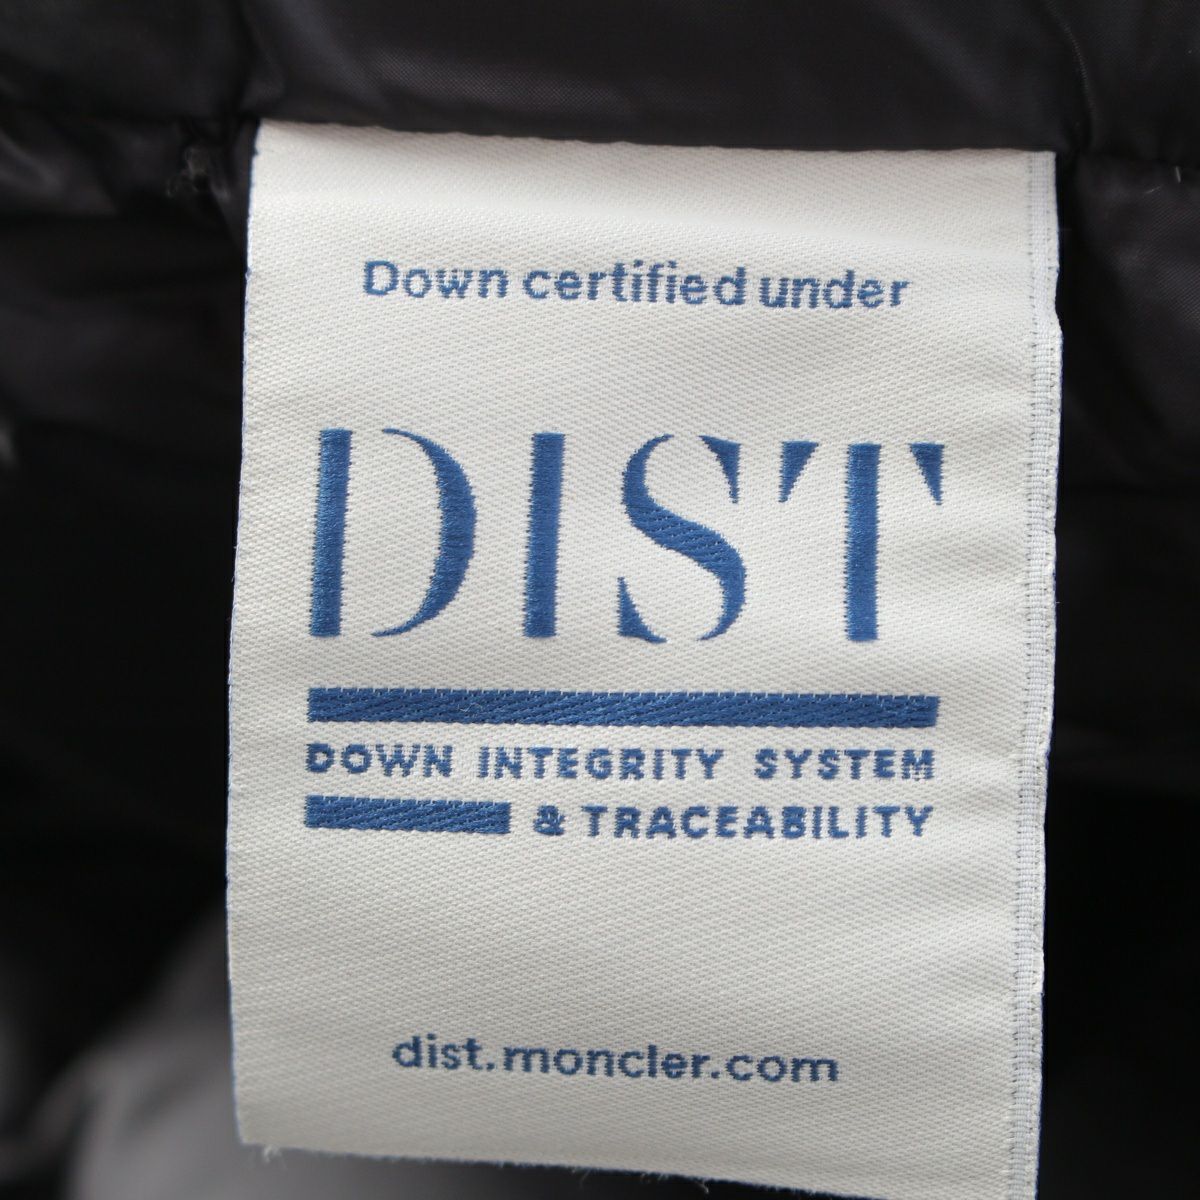 Down certified under
DIST
DOWN INTEGRITY SYSTEM
& TRACEABILITY
dist.moncler.com